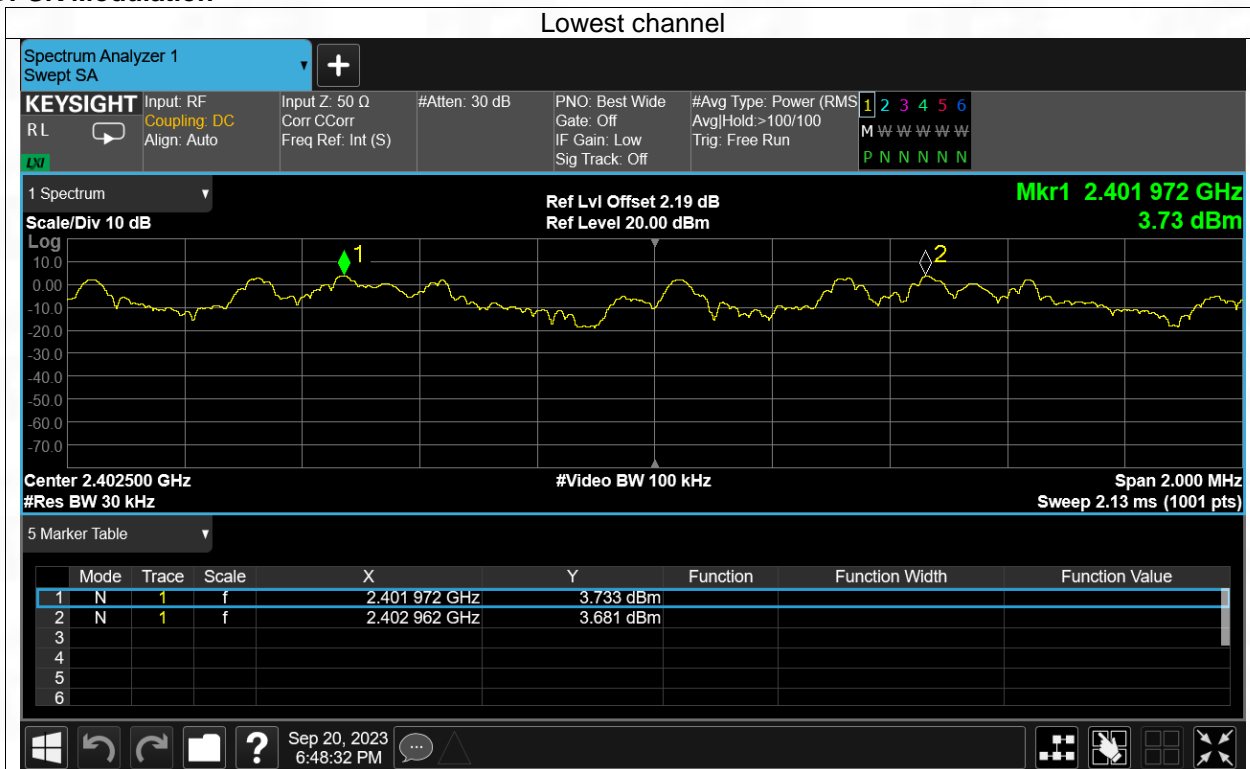 Lowest channel
Spectrum Analyzer 1
Swept SA
KEYSIGHT Input: RF Input Z: 50 Ω #Atten: 30 dB PNO: Best Wide #Avg Type: Power (RMS 1 2 3 4 5 6
RL Coupling: DC Corr CCorr Gate: Off Avg|Hold:>100/100 M W W W W W
Align: Auto Freq Ref: Int (S) IF Gain: Low Trig: Free Run
LXI Sig Track: Off P N N N N N
1 Spectrum Ref Lvl Offset 2.19 dB Mkr1 2.401 972 GHz
Scale/Div 10 dB Ref Level 20.00 dBm 3.73 dBm
Log
1 2
10.0
0.00
-10.0
-20.0
-30.0
-40.0
-50.0
-60.0
-70.0
Center 2.402500 GHz #Video BW 100 kHz Span 2.000 MHz
#Res BW 30 kHz Sweep 2.13 ms (1001 pts)
5 Marker Table
Mode Trace Scale X Y Function Function Width Function Value
1 N 1 f 2.401 972 GHz 3.733 dBm
2 N 1 f 2.402 962 GHz 3.681 dBm
3
4
5
6
? Sep 20, 2023
6:48:32 PM